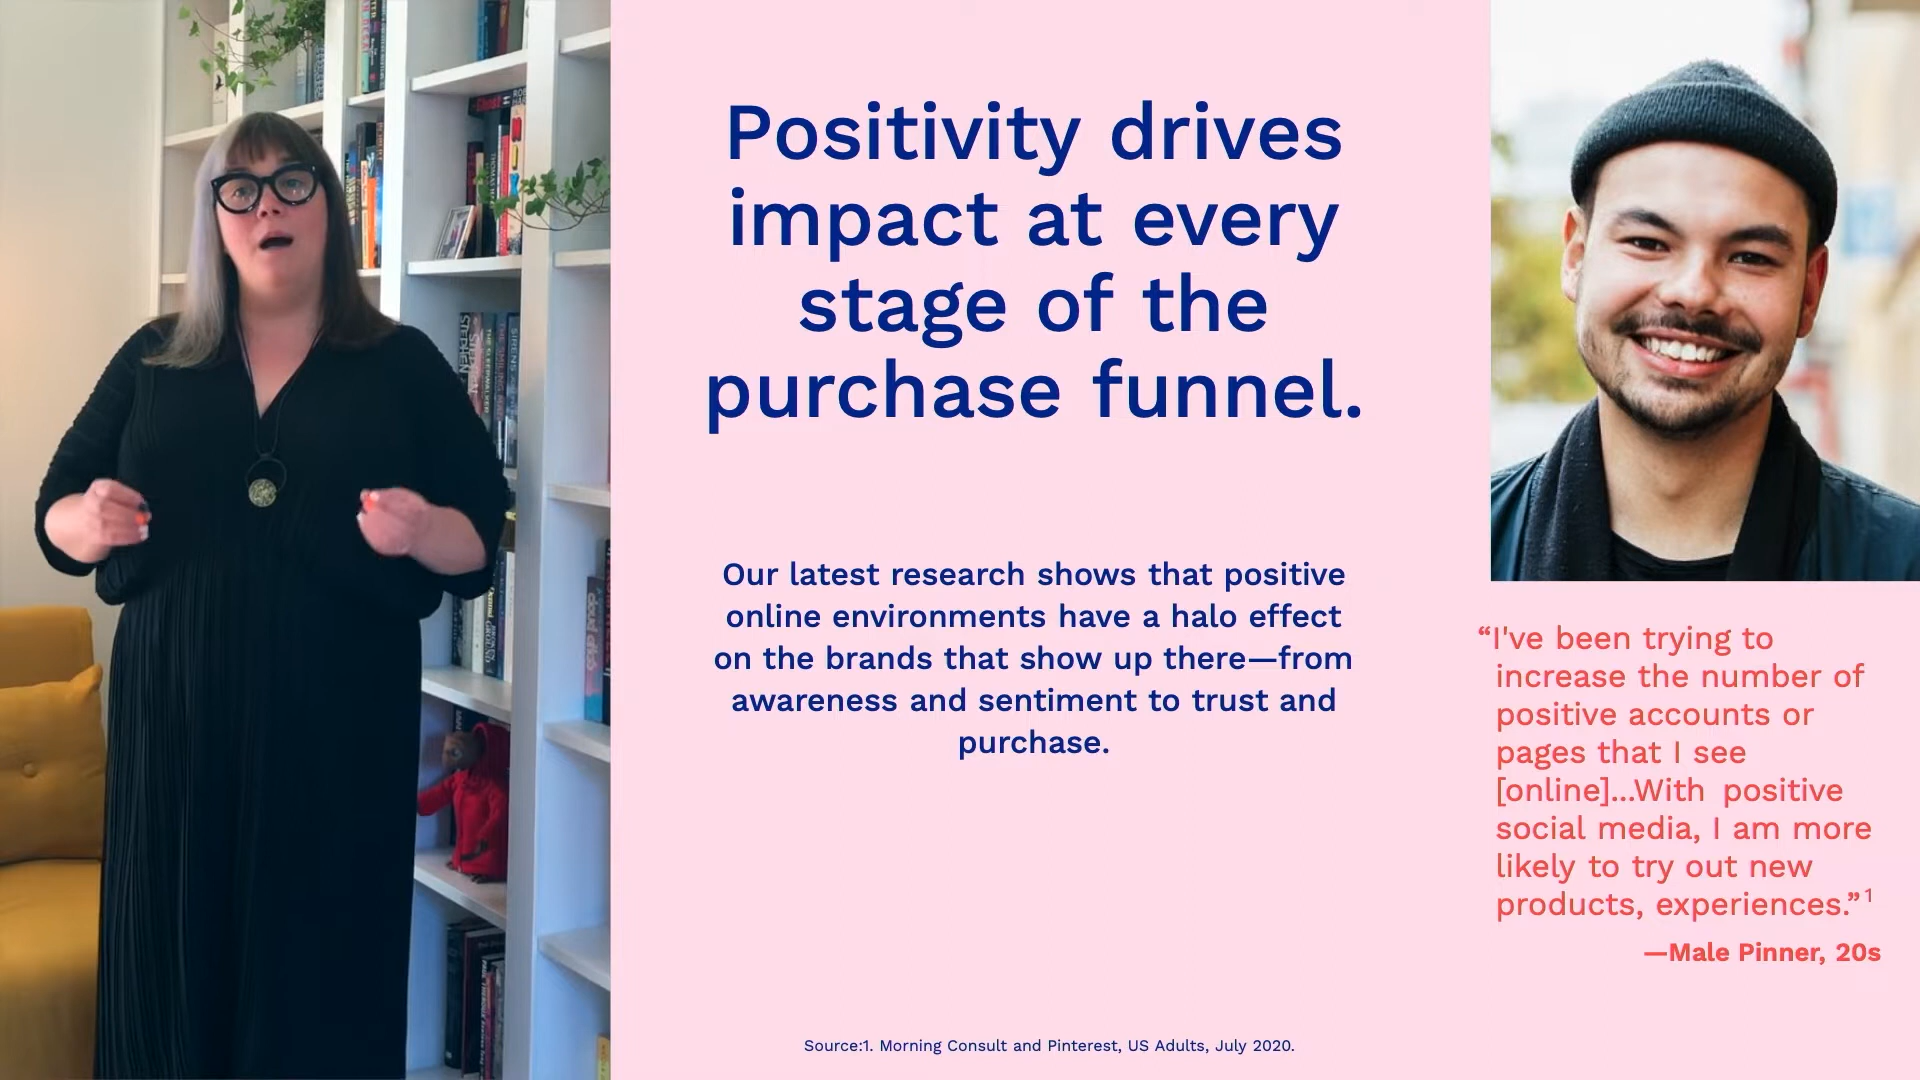 Positivity drives
impact at every
stage of the
purchase funnel.
Our latest research shows that positive
online environments have a halo effect
on the brands that show up there—from
awareness and sentiment to trust and
purchase.
“I've been trying to
increase the number of
positive accounts or
pages that I see
[online]...With positive
social media, I am more
likely to try out new
products, experiences.”1
—Male Pinner, 20s
Source:1. Morning Consult and Pinterest, US Adults, July 2020.